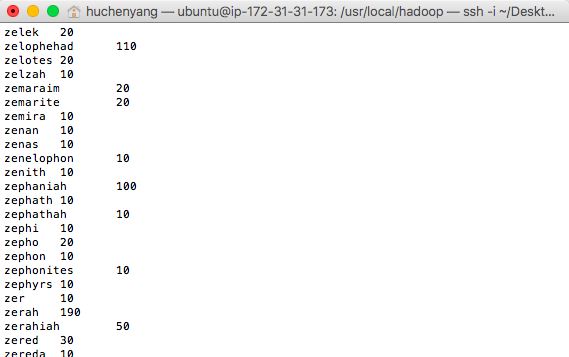 huchenyang — ubuntu@ip-172-31-31-173: /usr/local/hadoop — ssh -i ~/Deskt...
zelek 20
zelophehad 110
zelotes 20
zelzah 10
zemaraim 20
zemarite 20
zemira 10
zenan 10
zenas 10
zenelophon 10
zenith 10
zephaniah 100
zephath 10
zephathah 10
zephi 10
zepho 20
zephon 10
zephonites 10
zephyrs 10
zer 10
zerah 190
zerahiah 50
zered 30
zereda 10